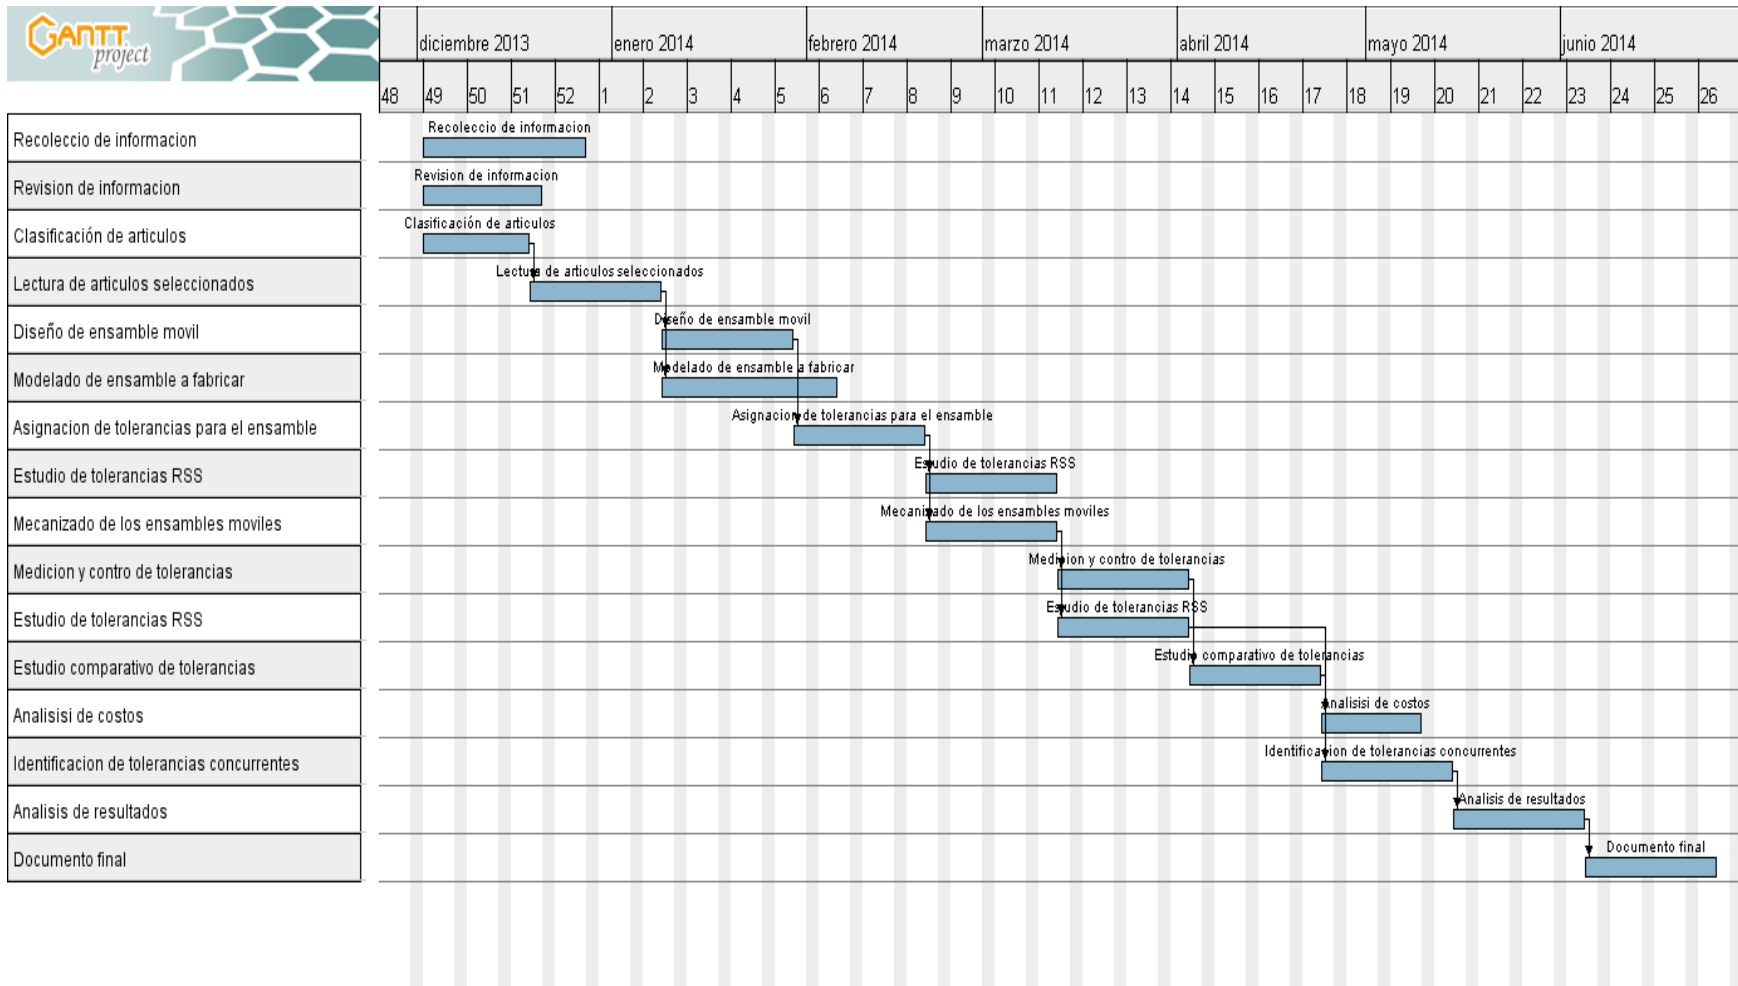 GANTT
project
diciembre 2013 enero 2014 febrero 2014 marzo 2014 abril 2014 mayo 2014 junio 2014
48 49 50 51 52 1 2 3 4 5 6 7 8 9 10 11 12 13 14 15 16 17 18 19 20 21 22 23 24 25 26
Recoleccio de informacion Recoleccio de informacion
Revision de informacion Revision de informacion
Clasificación de articulos Clasificación de articulos
Lectura de articulos seleccionados Lectura de articulos seleccionados
Diseño de ensamble movil Diseño de ensamble movil
Modelado de ensamble a fabricar Modelado de ensamble a fabricar
Asignacion de tolerancias para el ensamble Asignacion de tolerancias para el ensamble
Estudio de tolerancias RSS Estudio de tolerancias RSS
Mecanizado de los ensambles moviles Mecanizado de los ensambles moviles
Medicion y contro de tolerancias Medicion y contro de tolerancias
Estudio de tolerancias RSS Estudio de tolerancias RSS
Estudio comparativo de tolerancias Estudio comparativo de tolerancias
Analisisi de costos Analisisi de costos
Identificacion de tolerancias concurrentes Identificacion de tolerancias concurrentes
Analisis de resultados Analisis de resultados
Documento final Documento final